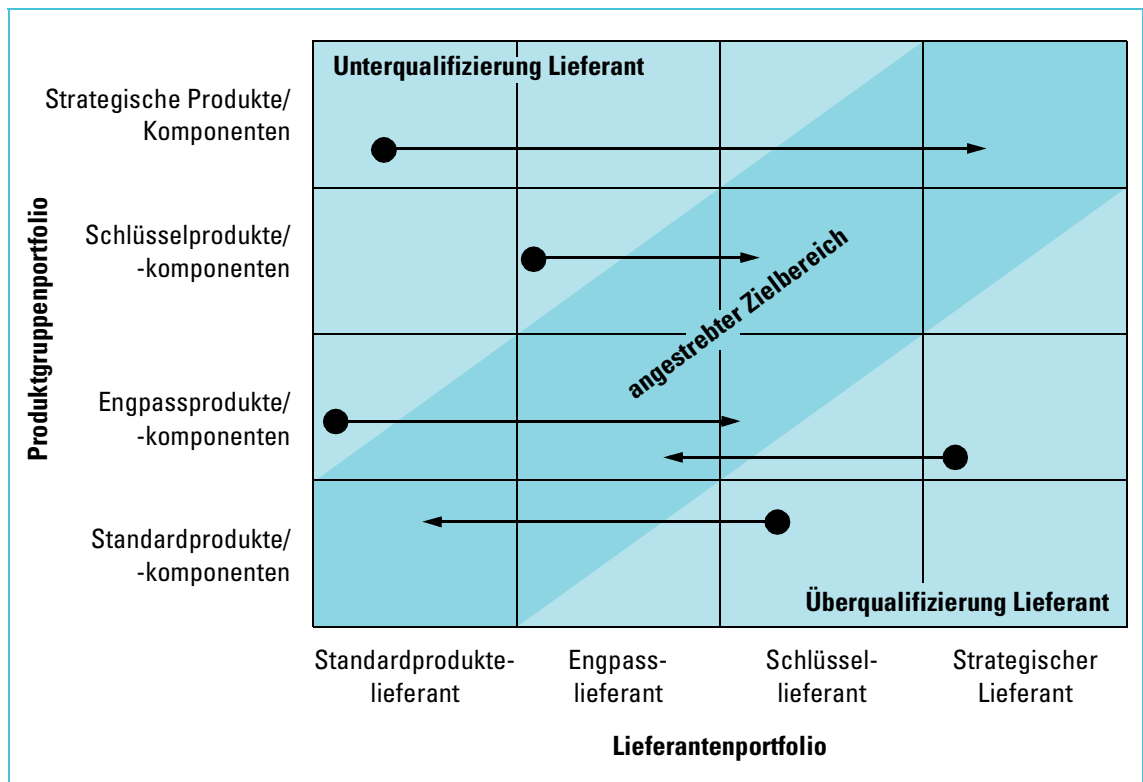 Unterqualifizierung Lieferant
Strategische Produkte/
Komponenten
Schlüsselprodukte/
-komponenten
Engpassprodukte/
-komponenten
Standardprodukte/
-komponenten
Produktgruppenportfolio
angestrebter Zielbereich
Überqualifizierung Lieferant
Standardprodukte-
lieferant
Engpass-
lieferant
Schlüssel-
lieferant
Strategischer
Lieferant
Lieferantenportfolio